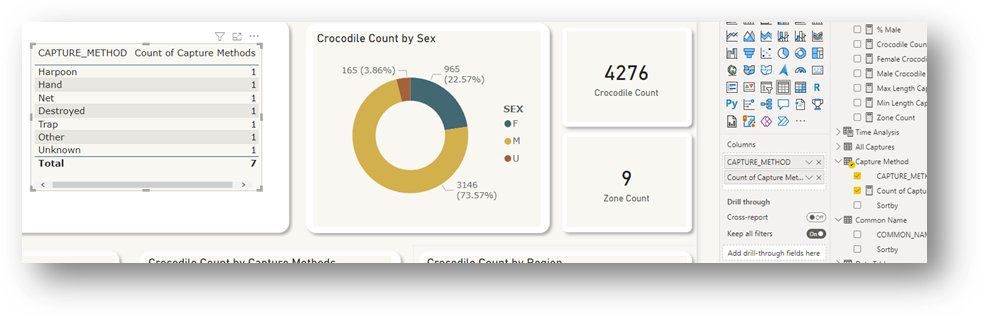 CAPTURE_METHOD Count of Capture Methods
Harpoon 1
Hand 1
Net 1
Destroyed 1
Trap 1
Other 1
Unknown 1
Total 7
Crocodile Count by Sex
165 (3.86%)
965
(22.57%)
3146
(73.57%)
SEX
F
M
U
4276
Crocodile Count
9
Zone Count
Crocodile Count by Capture Methods
Crocodile Count by Region
R
Py
Columns
CAPTURE_METHOD
Count of Capture Met...
Drill through
Cross-report
Off
Keep all filters
On
Add drill-through fields here
% Male
Crocodile Coun
Female Crocodi
Male Crocodile
Max Length Cap
Min Length Cap
Zone Count
Time Analysis
All Captures
Capture Method
CAPTURE_METH
Count of Captu
Sortby
Common Name
COMMON_NA
Sortby